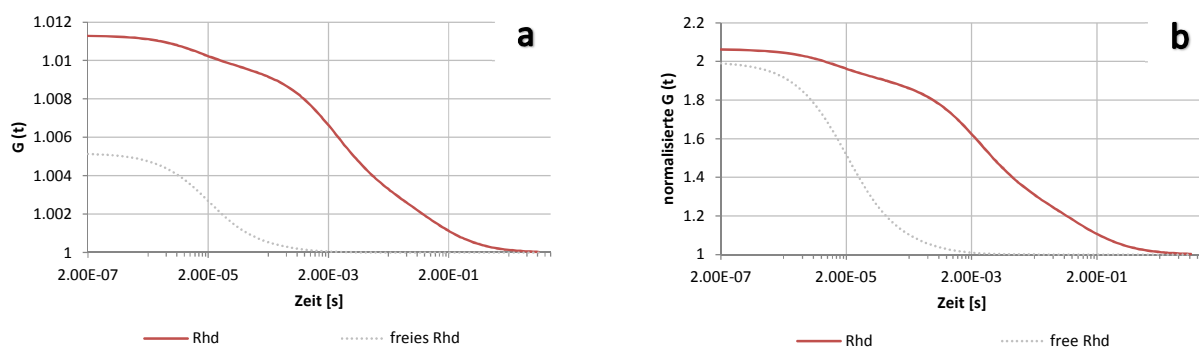 a
G (t)
1.012
1.01
1.008
1.006
1.004
1.002
1
2.00E-07 2.00E-05 2.00E-03 2.00E-01
Zeit [s]
Rhd freies Rhd
b
normalisierte G (t)
2.2
2
1.8
1.6
1.4
1.2
1
2.00E-07 2.00E-05 2.00E-03 2.00E-01
Zeit [s]
Rhd free Rhd